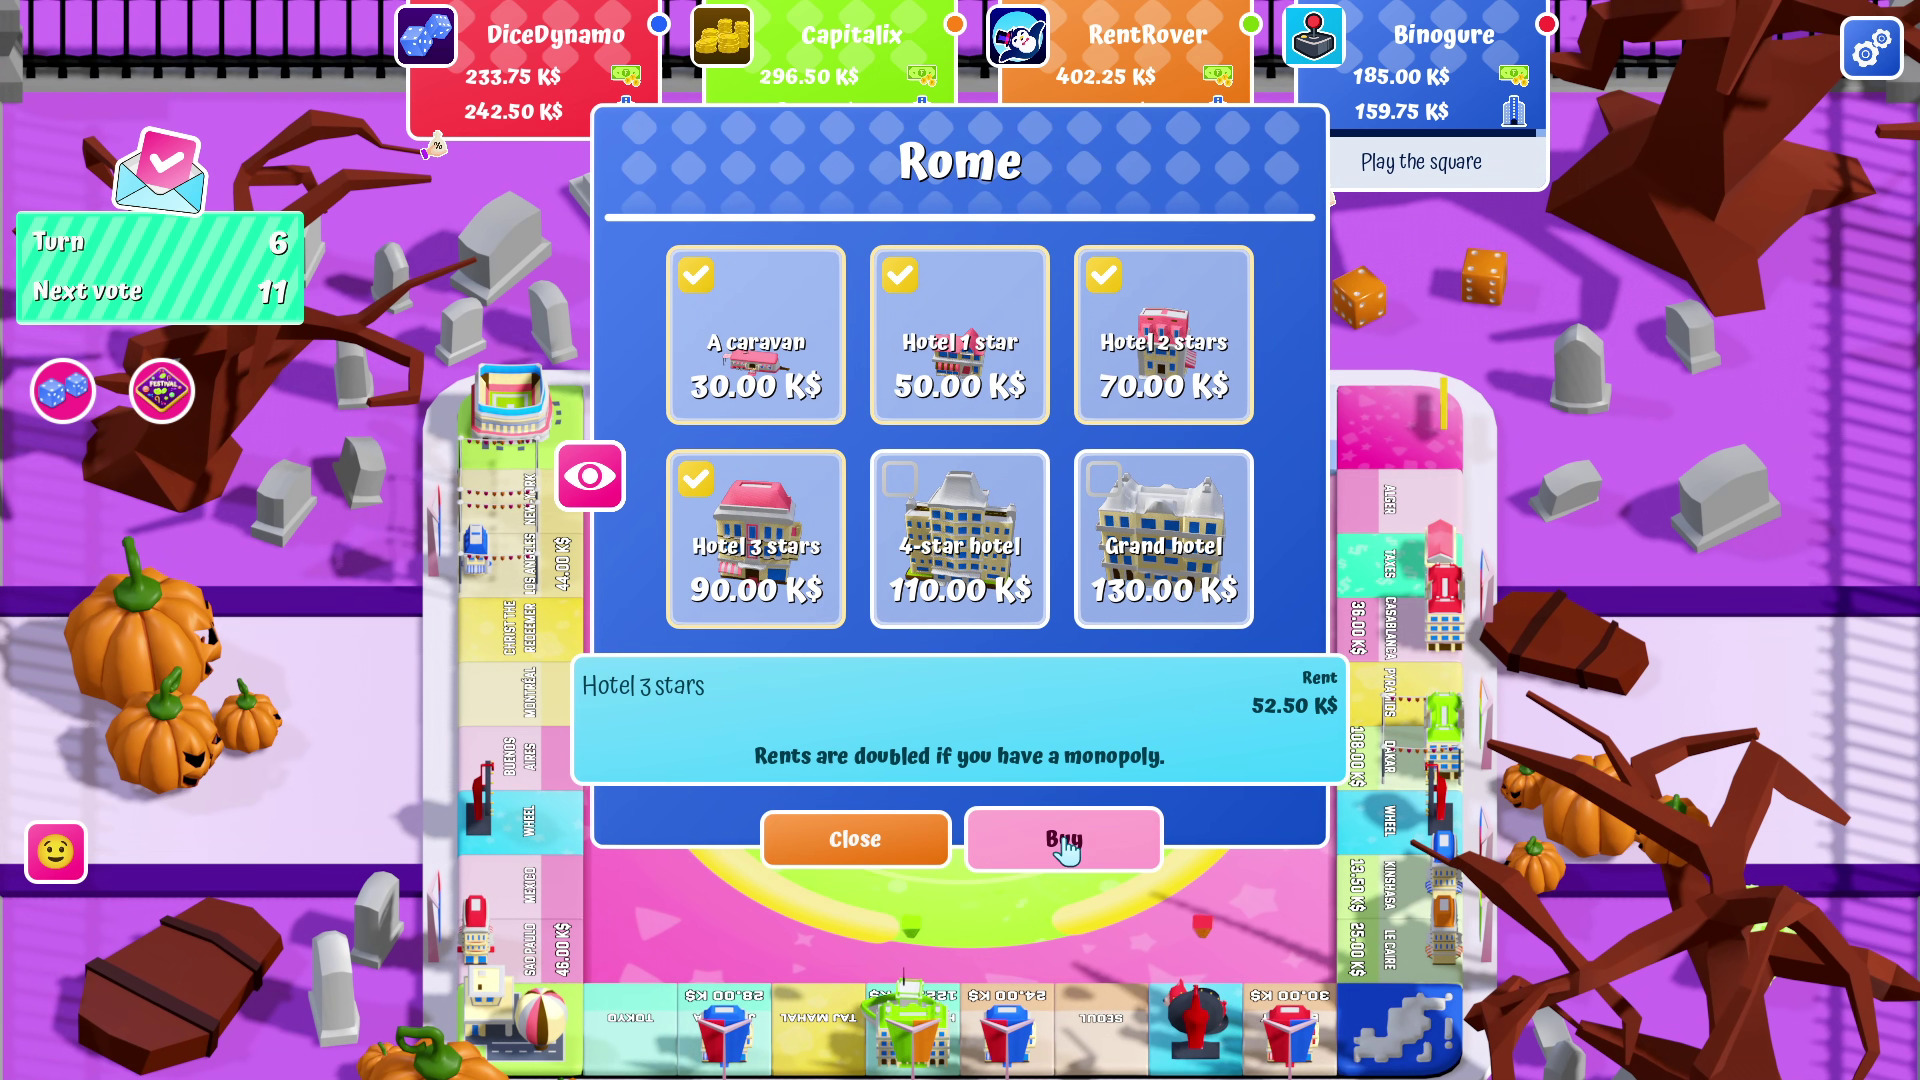 DiceDynamo
233.75 K$
242.50 K$
Capitalix
296.50 K$
RentRover
402.25 K$
Binogure
185.00 K$
159.75 K$
Play the square
Turn 6
Next vote 11
FESTIVAL
Rome
A caravan
30.00 K$
Hotel 1 star
50.00 K$
Hotel 2 stars
70.00 K$
Hotel 3 stars
90.00 K$
4-star hotel
110.00 K$
Grand hotel
130.00 K$
Hotel 3 stars
Rent
52.50 K$
Rents are doubled if you have a monopoly.
Close
Buy
NEW-YORK
LOS ANGELES
44.00 K$
CHRIST THE
REDEEMER
MONTRÉAL
BUENOS
AIRES
WHEEL
MEXICO
SAO PAULO
46.00 K$
ALGER
TAXES
CASABLANCA
36.00 K$
PYRAMIDS
DAKAR
108.00 K$
WHEEL
KINSHASA
13.50 K$
LE CAIRE
25.00 K$
TOKYO
28.00 K$
TAJ MAHAL
24.00 K$
SEOUL
30.00 K$